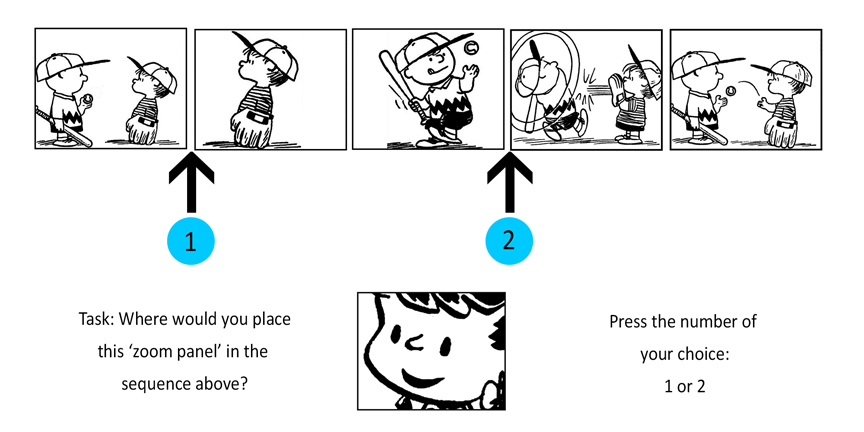 1
2
Task: Where would you place
this ‘zoom panel’ in the
sequence above?
Press the number of
your choice:
1 or 2